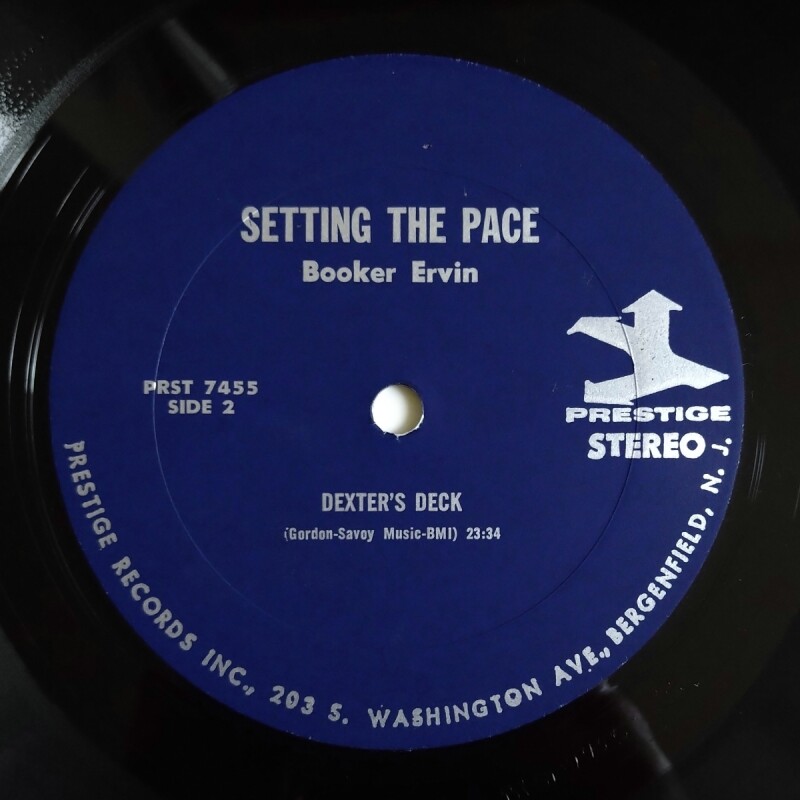 SETTING THE PACE
Booker Ervin
PRST 7455
SIDE 2
PRESTIGE
STEREO
DEXTER'S DECK
(Gordon-Savoy Music-BMI) 23:34
PRESTIGE RECORDS INC., 203 S. WASHINGTON AVE., BERGENFIELD, N. J.